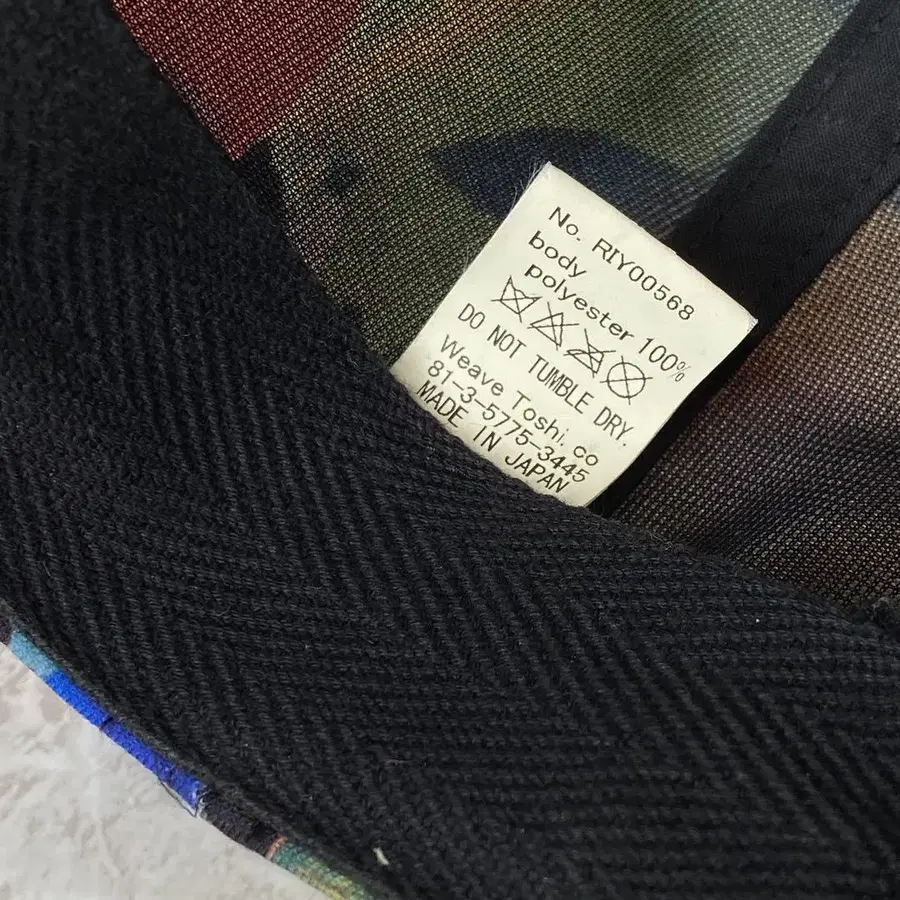 No. RIY00568
body
polyester 100%
DO NOT TUMBLE DRY.
Weave Toshi. co
81-3-5775-3445
MADE IN JAPAN